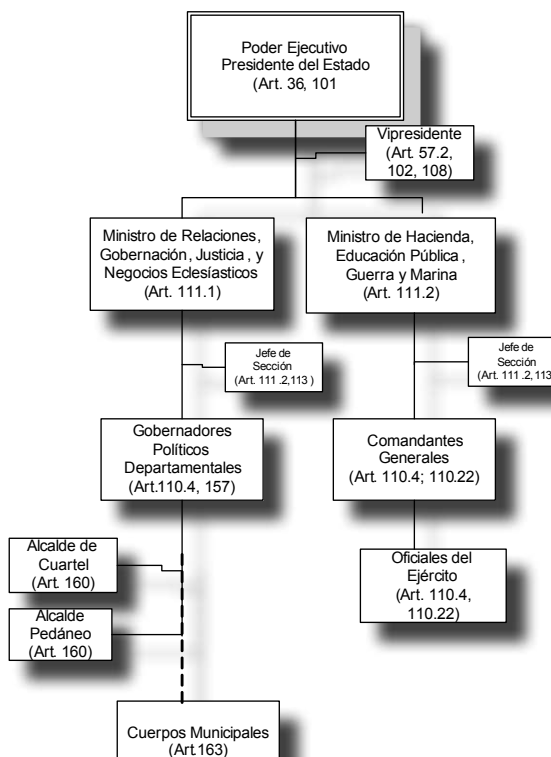 Poder Ejecutivo
Presidente del Estado
(Art. 36, 101
Vipresidente
(Art. 57.2,
102, 108)
Ministro de Relaciones,
Gobernación, Justicia, y
Negocios Eclesíasticos
(Art. 111.1)
Ministro de Hacienda,
Educación Pública,
Guerra y Marina
(Art. 111.2)
Jefe de
Sección
(Art. 111.2,113)
Jefe de
Sección
(Art. 111.2,113
Gobernadores
Políticos
Departamentales
(Art.110.4, 157)
Comandantes
Generales
(Art. 110.4; 110.22)
Alcalde de
Cuartel
(Art. 160)
Oficiales del
Ejército
(Art. 110.4,
110.22)
Alcalde
Pedáneo
(Art. 160)
Cuerpos Municipales
(Art.163)